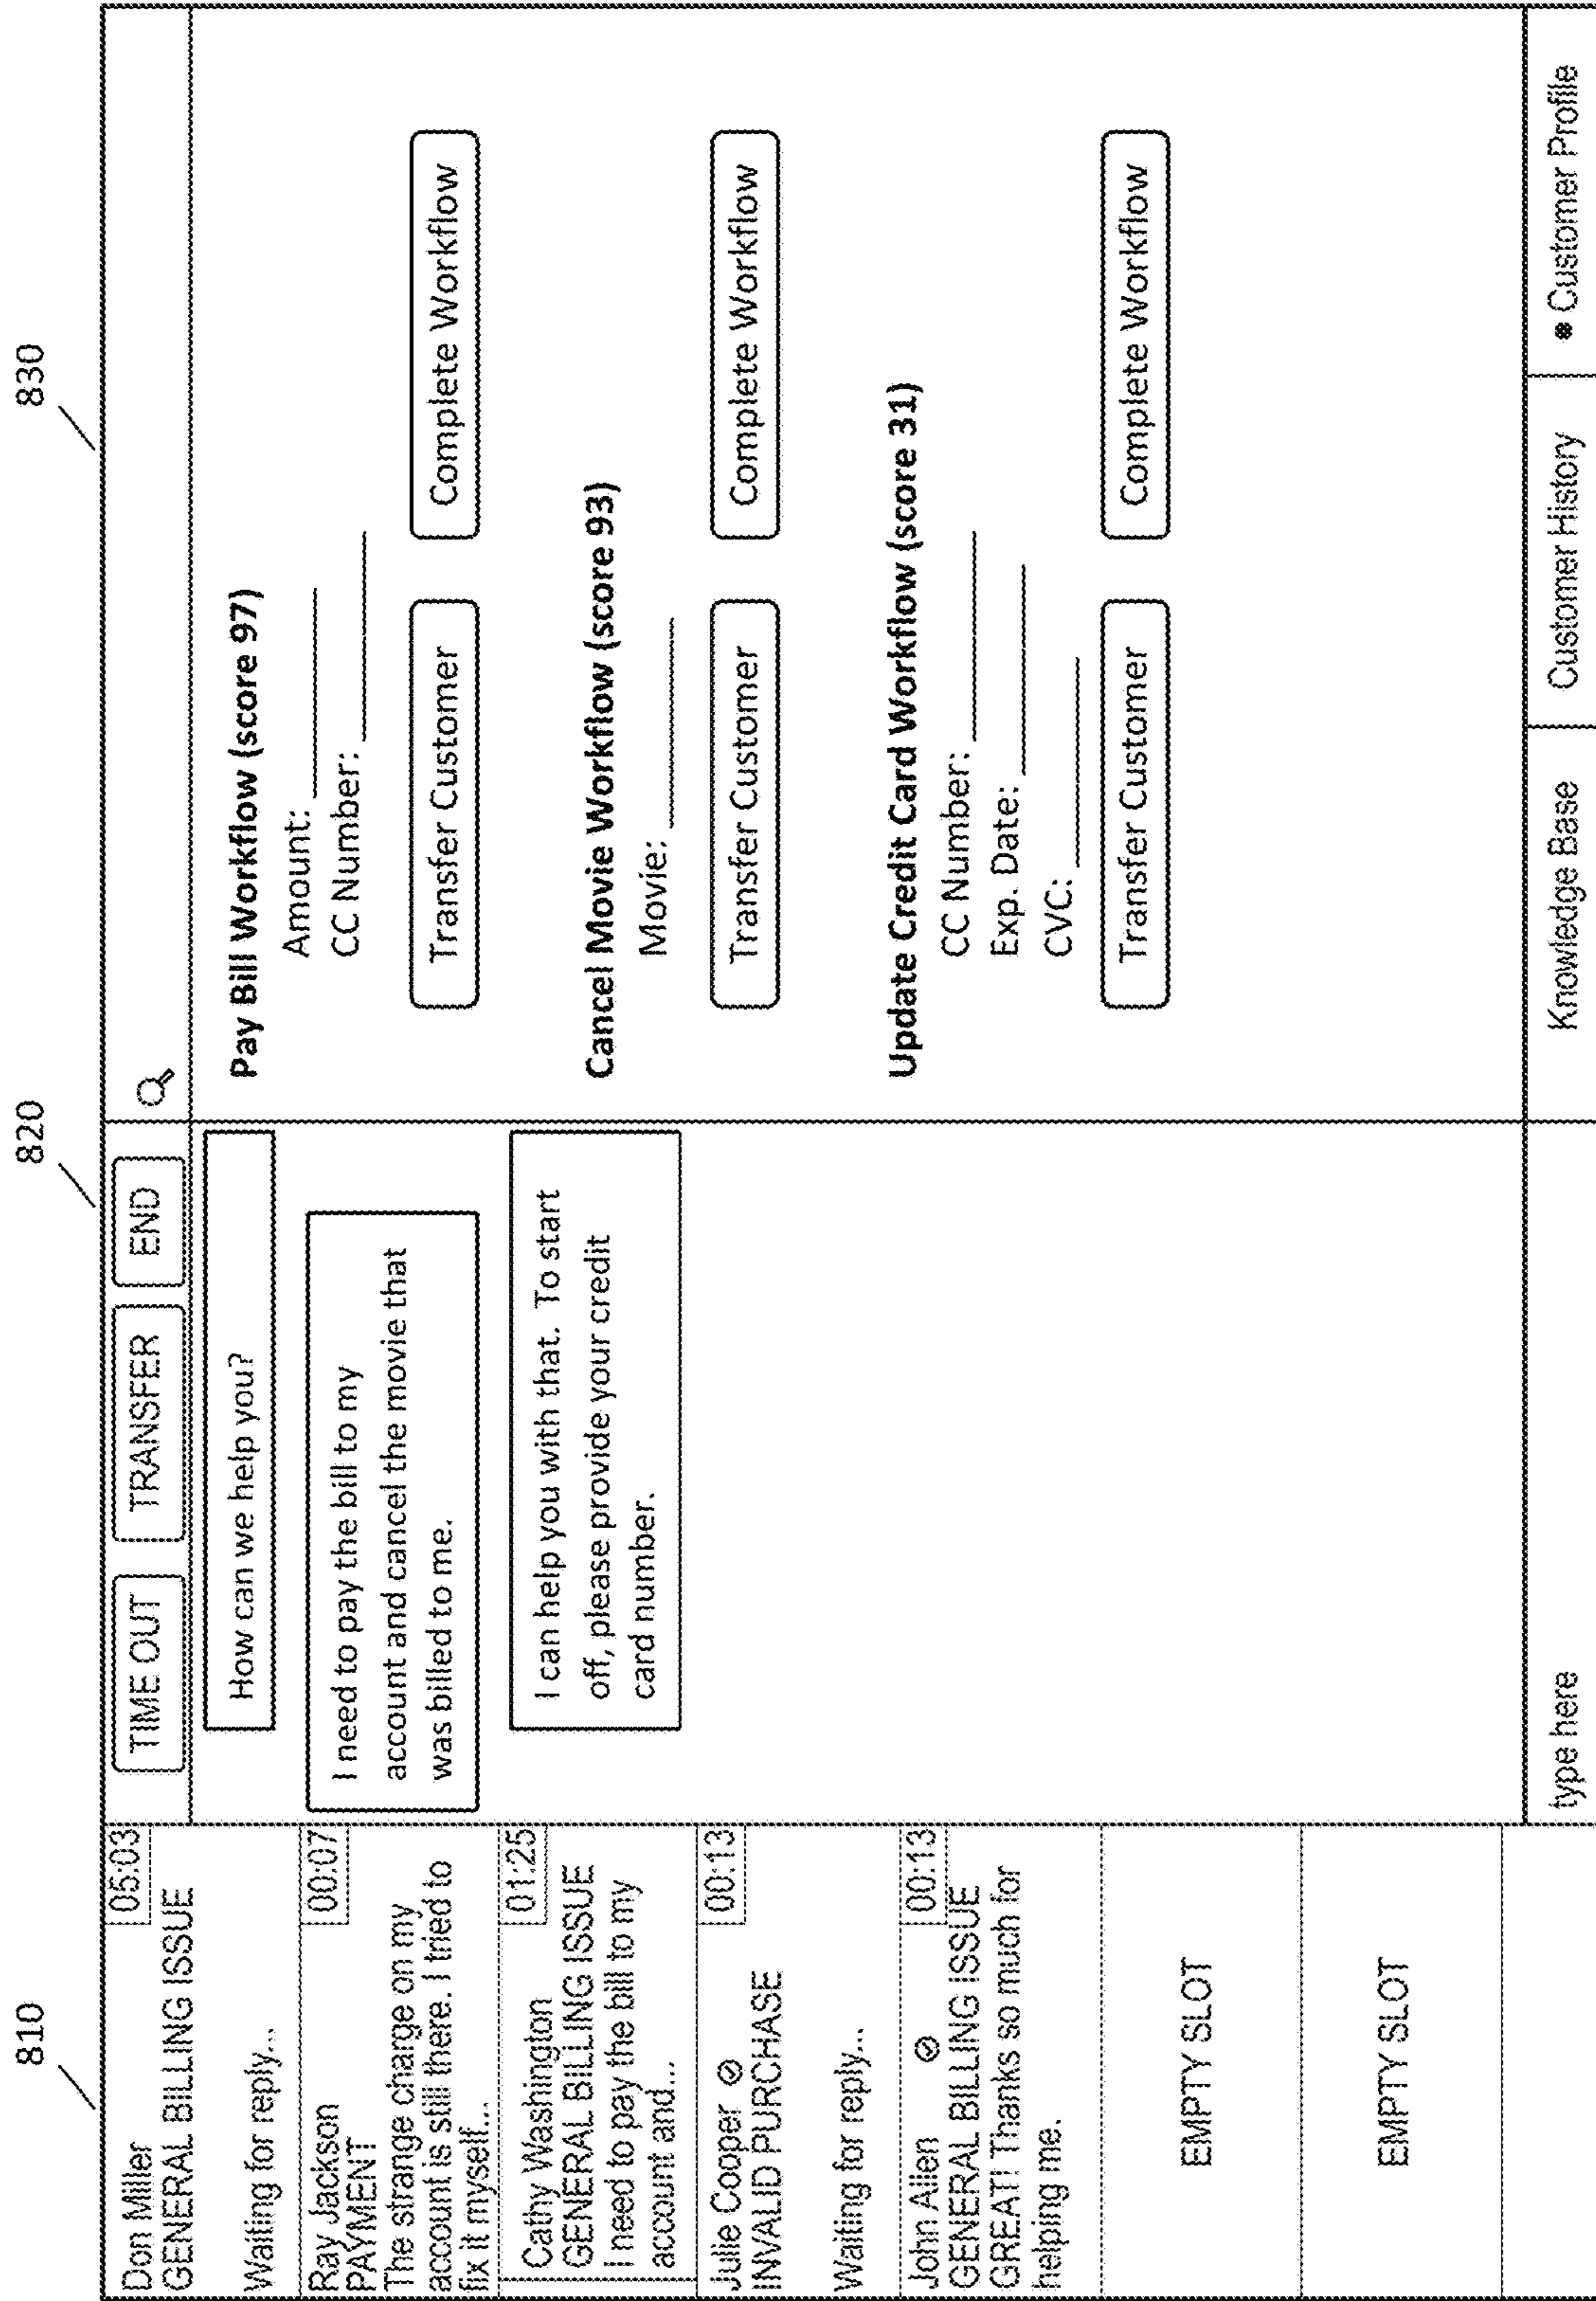 810
820
830
Don Miller
05:03
GENERAL BILLING ISSUE
Waiting for reply...
Ray Jackson
00:07
PAYMENT
The strange charge on my
account is still there. I tried to
fix it myself...
Cathy Washington
01:25
GENERAL BILLING ISSUE
I need to pay the bill to my
account and...
Julie Cooper
00:13
INVALID PURCHASE
Waiting for reply...
John Allen
00:13
GENERAL BILLING ISSUE
GREAT! Thanks so much for
helping me.
EMPTY SLOT
EMPTY SLOT
TIME OUT
TRANSFER
END
How can we help you?
I need to pay the bill to my
account and cancel the movie that
was billed to me.
I can help you with that. To start
off, please provide your credit
card number.
type here
Pay Bill Workflow (score 97)
Amount:
CC Number:
Transfer Customer
Complete Workflow
Cancel Movie Workflow (score 93)
Movie:
Transfer Customer
Complete Workflow
Update Credit Card Workflow (score 31)
CC Number:
Exp. Date:
CVC:
Transfer Customer
Complete Workflow
Knowledge Base
Customer History
Customer Profile